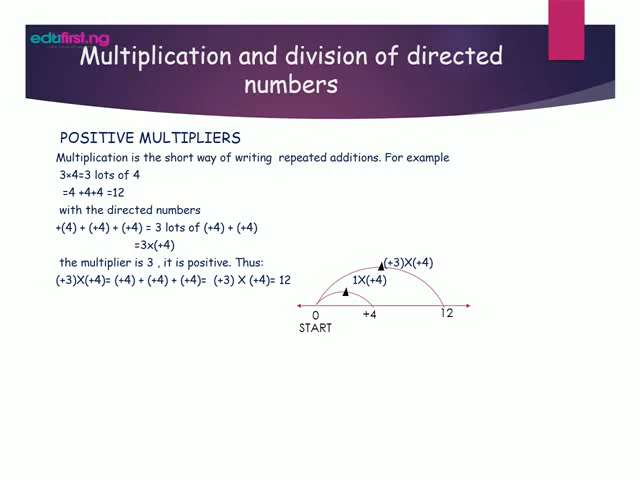 edufirst.ng
Multiplication and division of directed
numbers
POSITIVE MULTIPLIERS
Multiplication is the short way of writing repeated additions. For example
3×4=3 lots of 4
=4 +4+4 =12
with the directed numbers
+(4) + (+4) + (+4) = 3 lots of (+4) + (+4)
=3x(+4)
the multiplier is 3 , it is positive. Thus:
(+3)X(+4)= (+4) + (+4) + (+4)= (+3) X (+4)= 12
(+3)X(+4)
1X(+4)
0 +4 12
START